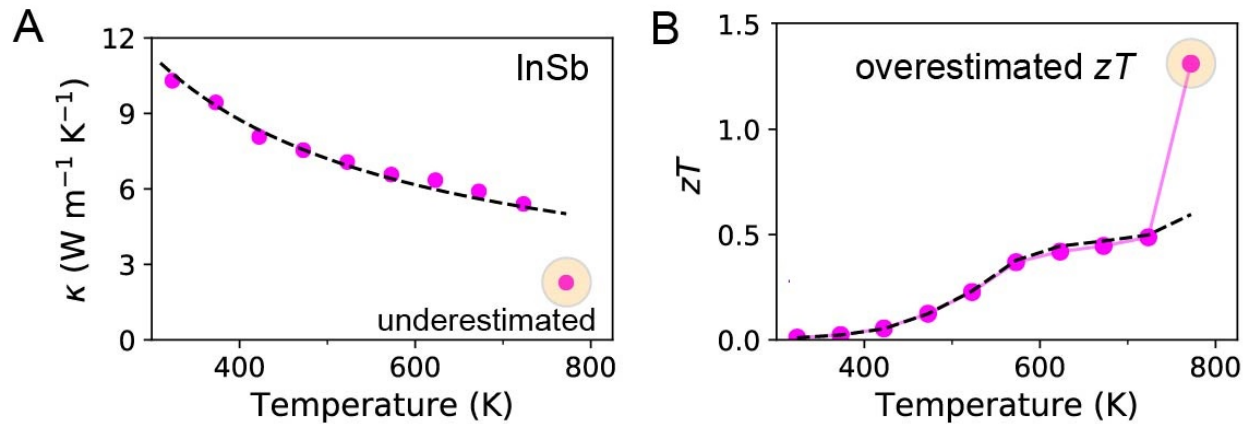 A
12
9
6
3
0
κ (W m⁻¹ K⁻¹)
InSb
underestimated
400
600
800
Temperature (K)
B
1.5
1.0
0.5
0.0
zT
overestimated zT
400
600
800
Temperature (K)